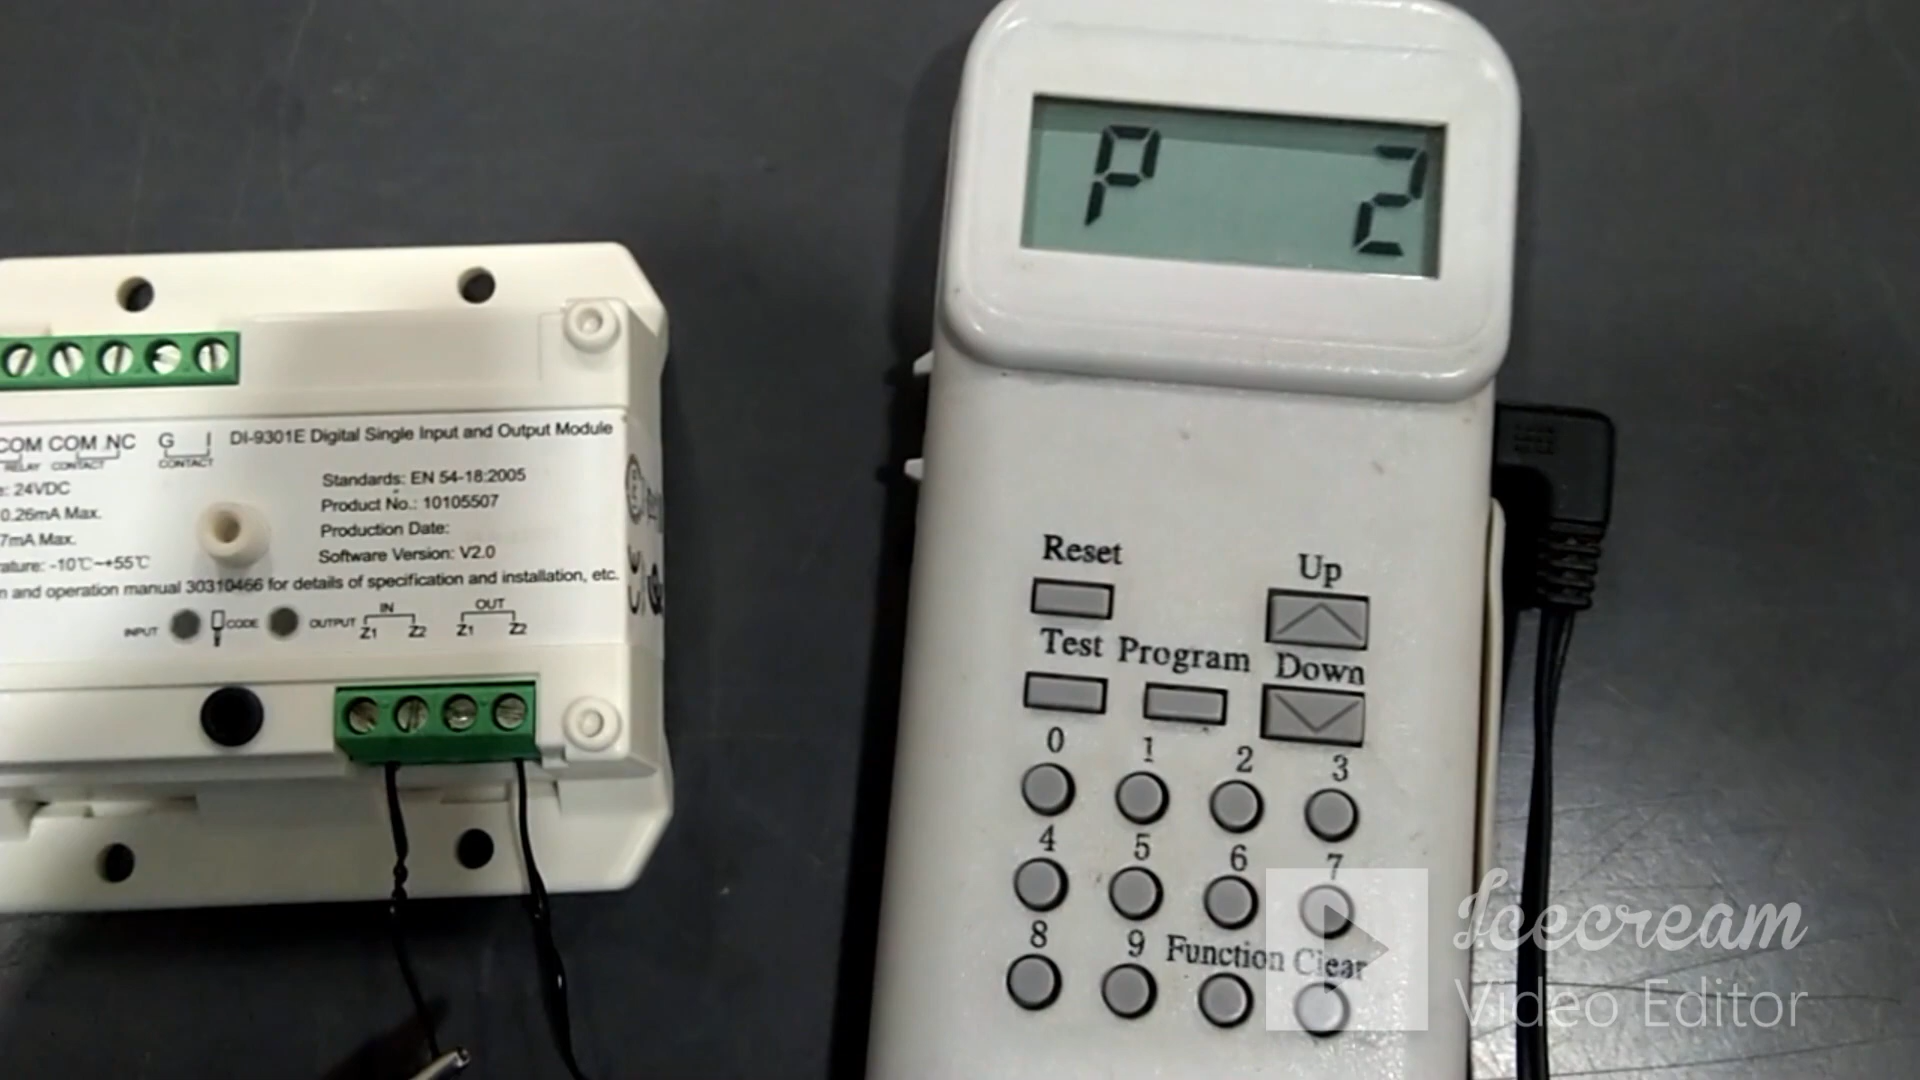 P 2
COM COM NC G I
RELAY CONTACT CONTACT
DI-9301E Digital Single Input and Output Module
: 24VDC
0.26mA Max.
7mA Max.
ature: -10℃~+55℃
Standards: EN 54-18:2005
Product No.: 10105507
Production Date:
Software Version: V2.0
n and operation manual 30310466 for details of specification and installation, etc.
INPUT CODE OUTPUT
IN OUT
Z1 Z2 Z1 Z2
Reset Up
Test Program Down
0 1 2 3
4 5 6 7
8 9 Function Clear
Icecream
Video Editor